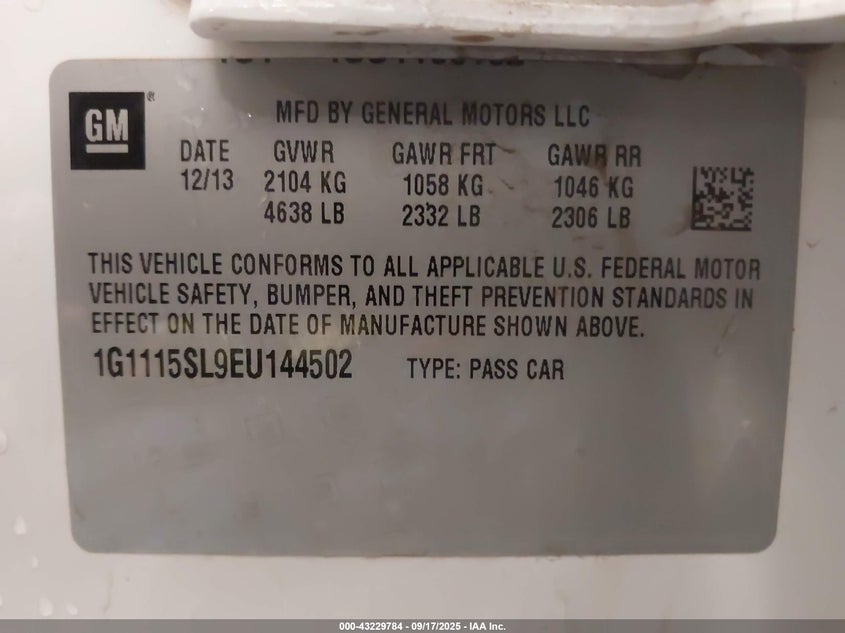 MFD BY GENERAL MOTORS LLC
GM
DATE GVWR GAWR FRT GAWR RR
12/13 2104 KG 1058 KG 1046 KG
4638 LB 2332 LB 2306 LB
THIS VEHICLE CONFORMS TO ALL APPLICABLE U.S. FEDERAL MOTOR
VEHICLE SAFETY, BUMPER, AND THEFT PREVENTION STANDARDS IN
EFFECT ON THE DATE OF MANUFACTURE SHOWN ABOVE.
1G1115SL9EU144502 TYPE: PASS CAR
000-43229784 | 09/17/2025 - IAA Inc.